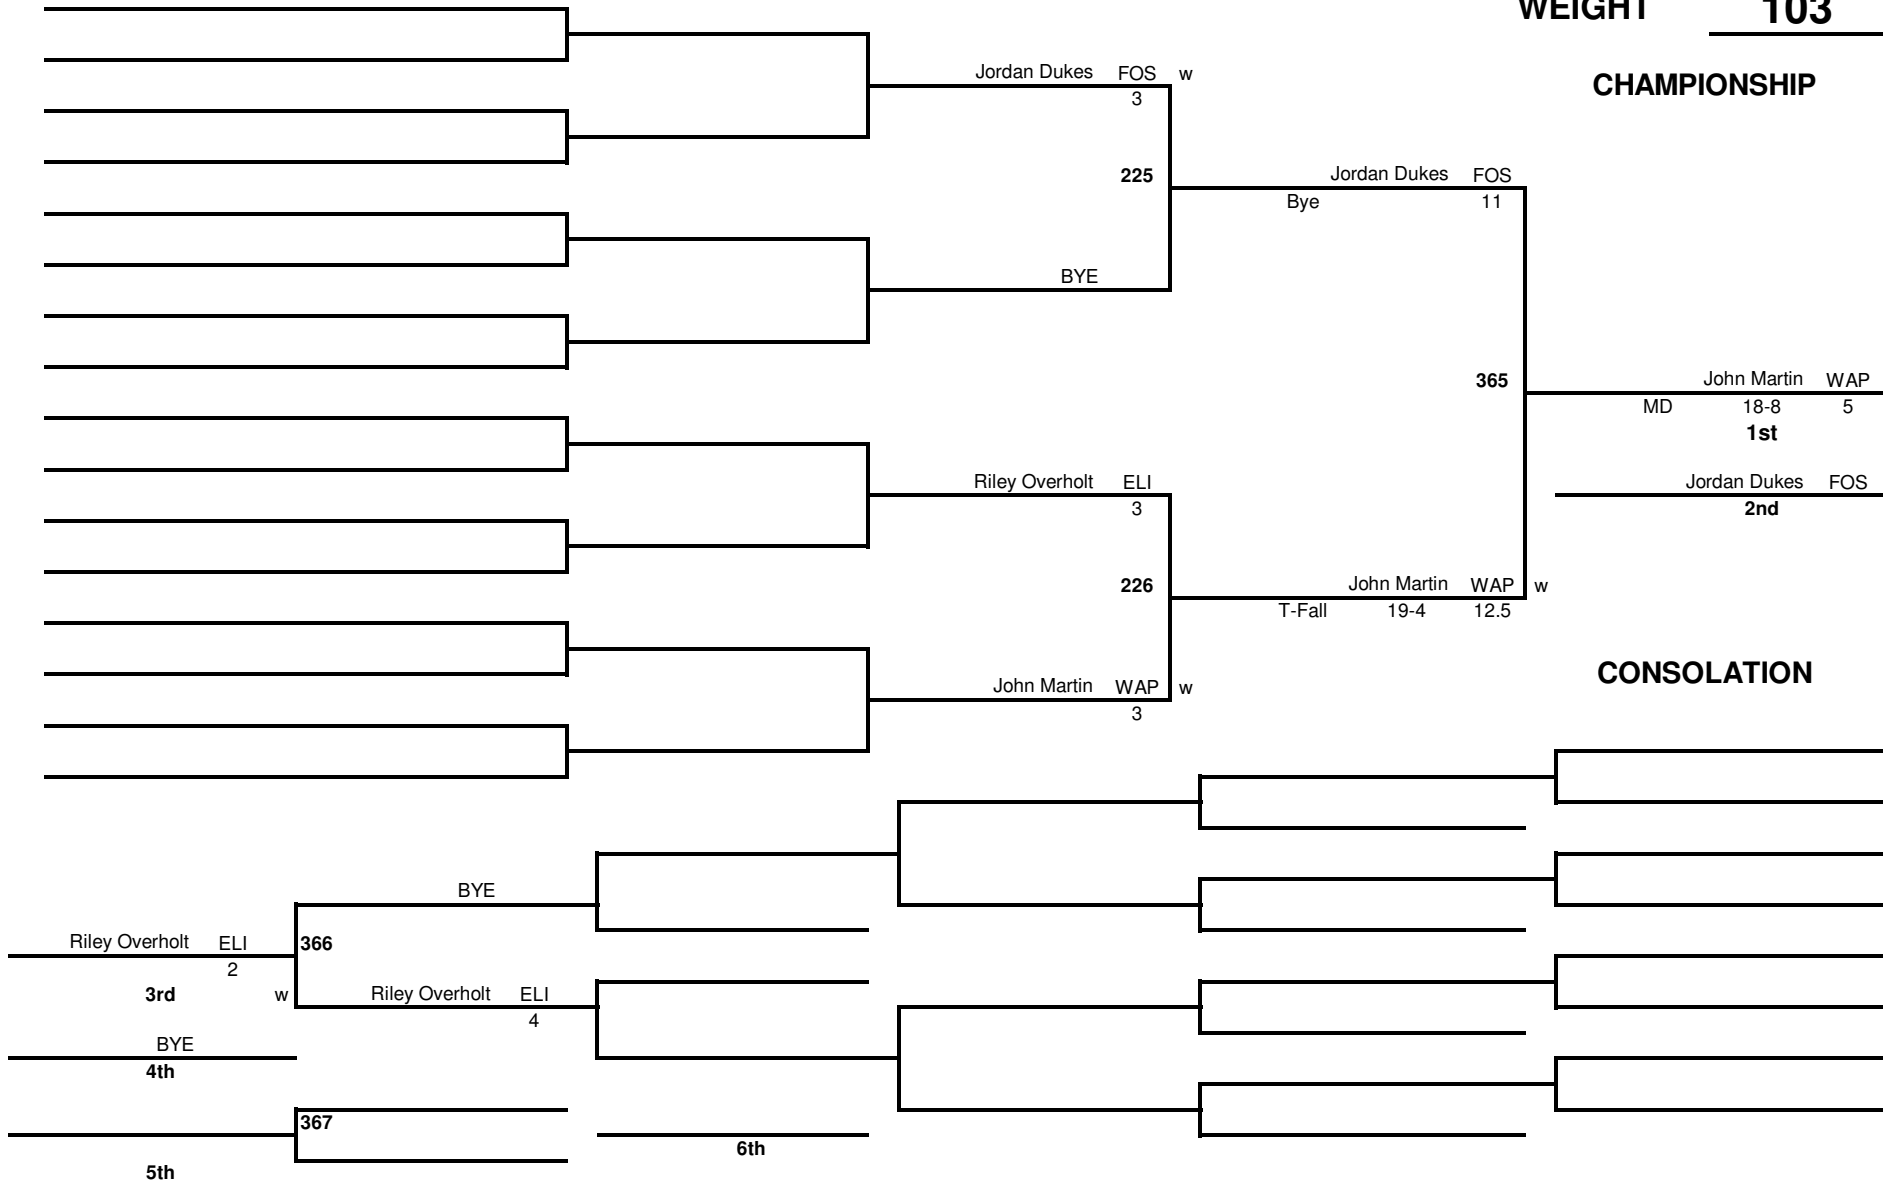 WEIGHT 103
Jordan Dukes FOS w
3
CHAMPIONSHIP
225
Jordan Dukes FOS
Bye 11
BYE
365
John Martin WAP
MD 18-8 5
1st
Riley Overholt ELI
3
Jordan Dukes FOS
2nd
226
John Martin WAP w
T-Fall 19-4 12.5
John Martin WAP w
3
CONSOLATION
BYE
Riley Overholt ELI 366
2
3rd w
Riley Overholt ELI
4
BYE
4th
367
6th
5th